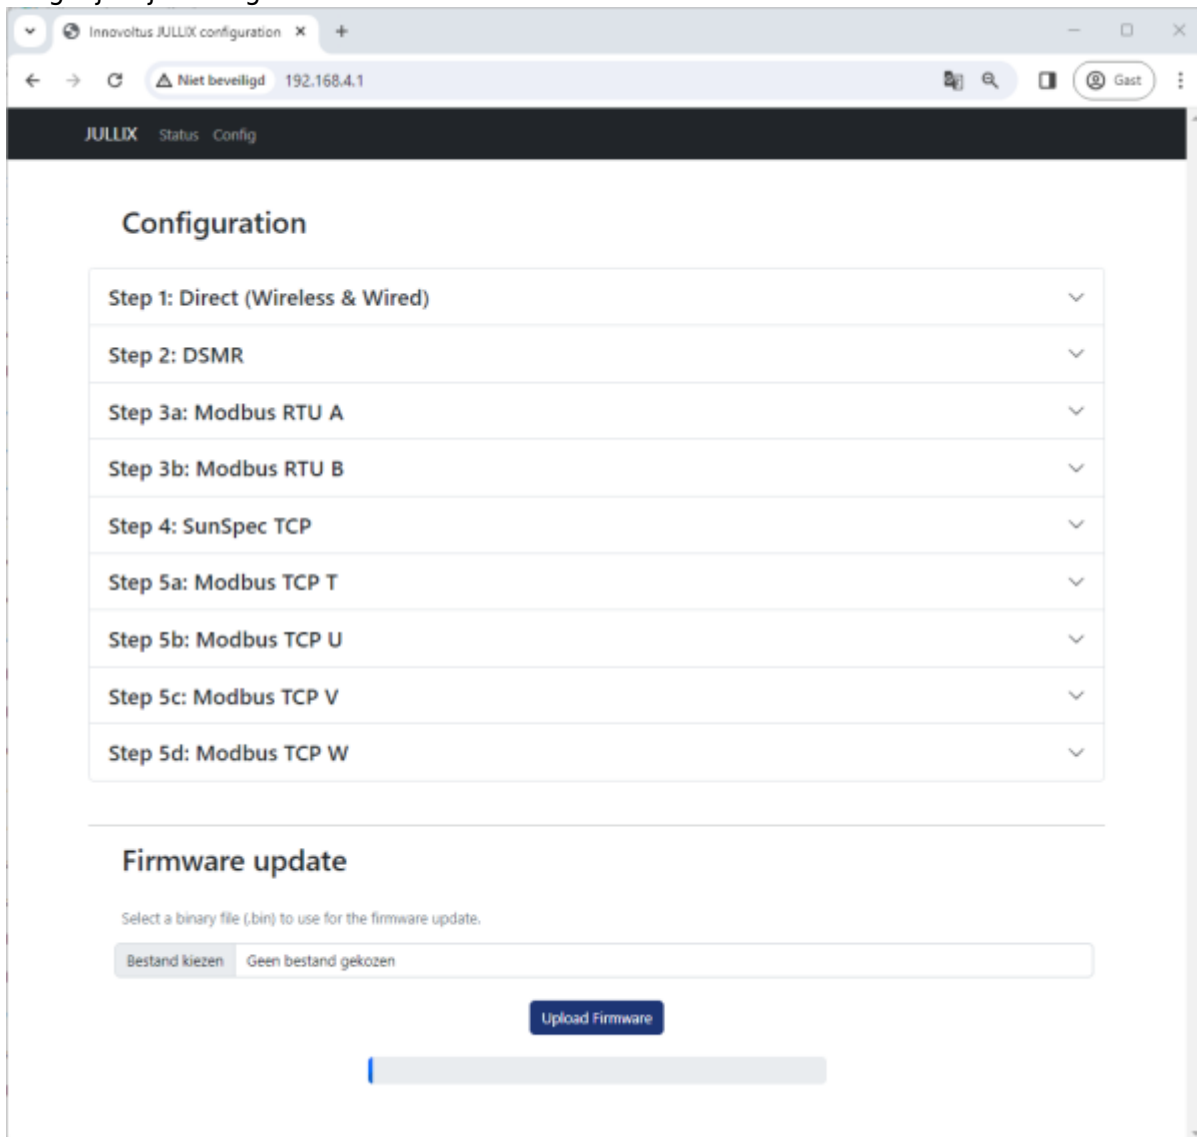 Innovoltus JULLIX configuration
Niet beveiligd 192.168.4.1
Gast
JULLIX Status Config
Configuration
Step 1: Direct (Wireless & Wired)
Step 2: DSMR
Step 3a: Modbus RTU A
Step 3b: Modbus RTU B
Step 4: SunSpec TCP
Step 5a: Modbus TCP T
Step 5b: Modbus TCP U
Step 5c: Modbus TCP V
Step 5d: Modbus TCP W
Firmware update
Select a binary file (.bin) to use for the firmware update.
Bestand kiezen Geen bestand gekozen
Upload Firmware